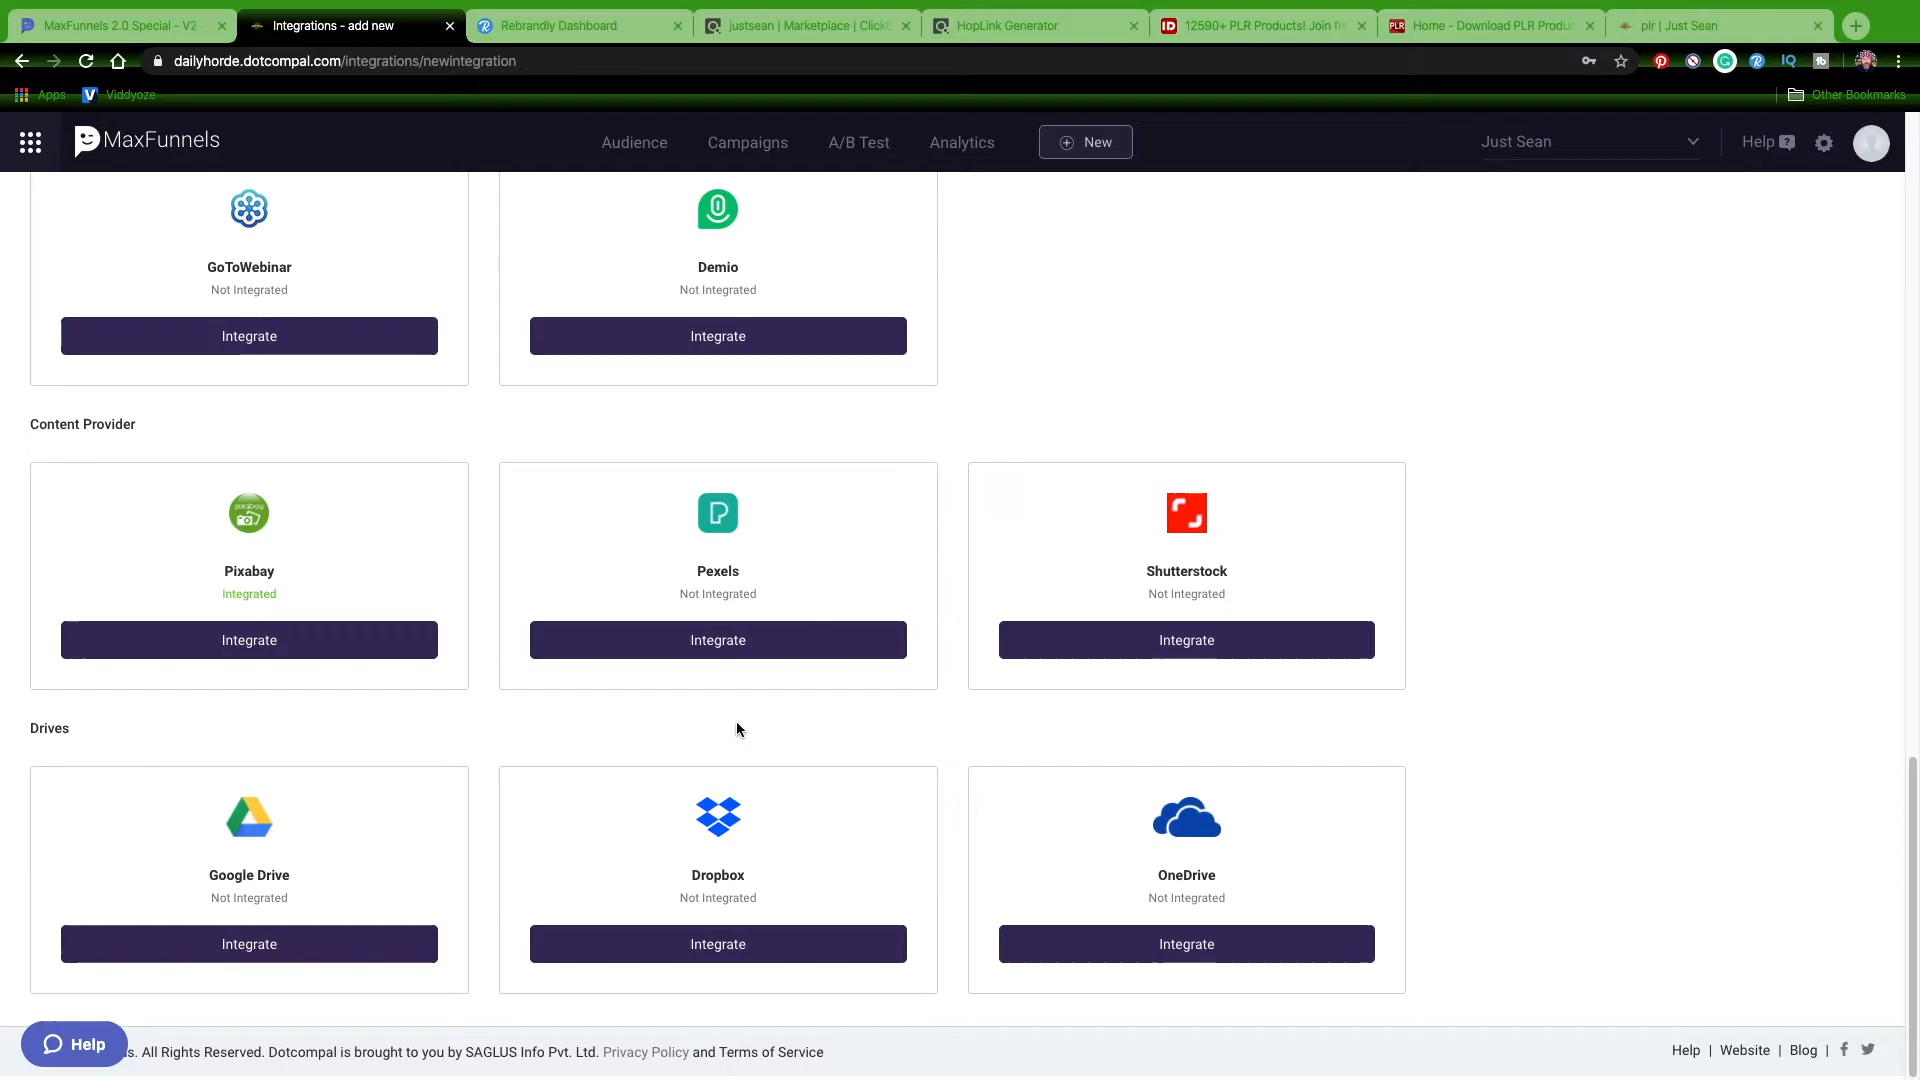 MaxFunnels 2.0 Special - V2 -
Integrations - add new
Rebrandly Dashboard
justsean | Marketplace | ClickB
HopLink Generator
12590+ PLR Products! Join fr
Home - Download PLR Produc
plr | Just Sean
dailyhorde.dotcompal.com/integrations/newintegration
Apps
Viddyoze
Other Bookmarks
MaxFunnels
Audience
Campaigns
A/B Test
Analytics
New
Just Sean
Help
GoToWebinar
Not Integrated
Integrate
Demio
Not Integrated
Integrate
Content Provider
Pixabay
Integrated
Integrate
Pexels
Not Integrated
Integrate
Shutterstock
Not Integrated
Integrate
Drives
Google Drive
Not Integrated
Integrate
Dropbox
Not Integrated
Integrate
OneDrive
Not Integrated
Integrate
Help
s. All Rights Reserved. Dotcompal is brought to you by SAGLUS Info Pvt. Ltd. Privacy Policy and Terms of Service
Help | Website | Blog |